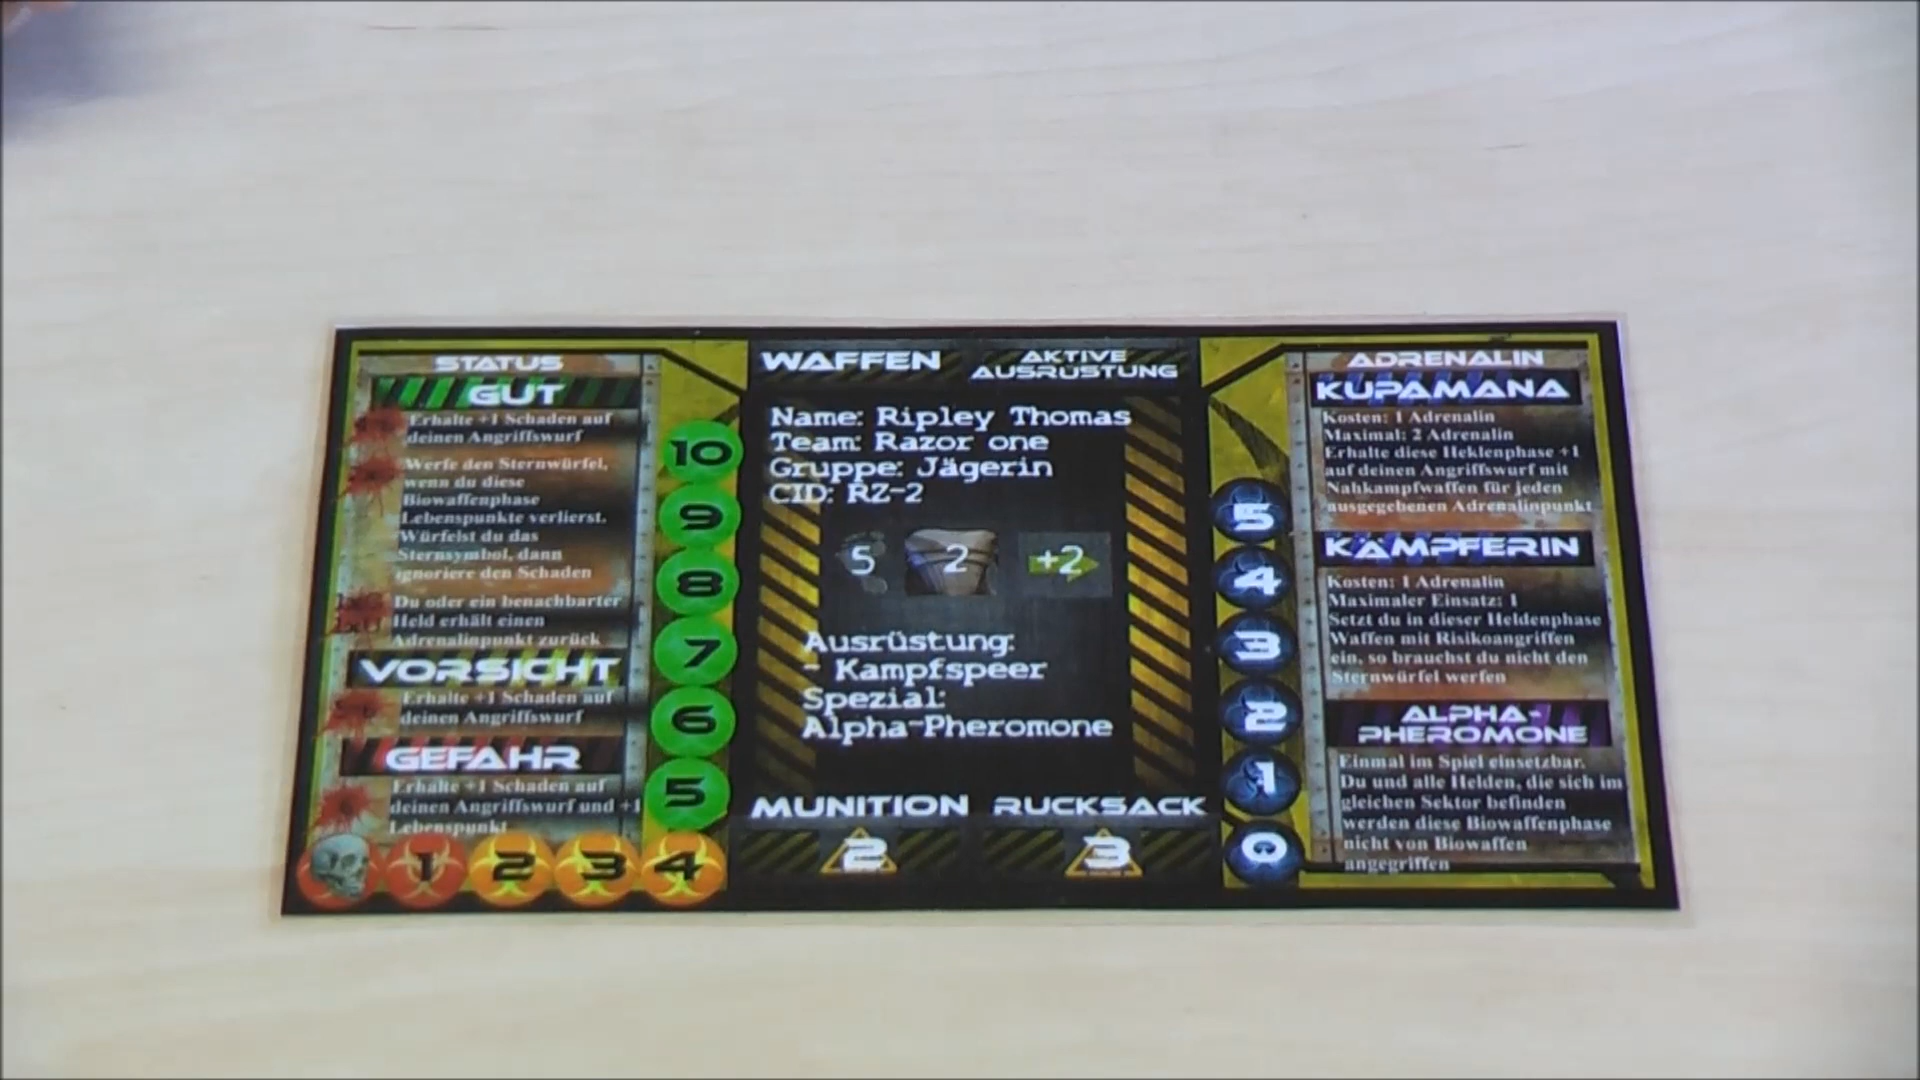 STATUS
GUT
Erhalte +1 Schaden auf
deinen Angriffswurf
Werfe den Sternwürfel,
wenn du diese
Biowaffenphase
Lebenspunkte verlierst.
Würfelst du das
Sternsymbol, dann
ignoriere den Schaden
Du oder ein benachbarter
Held erhält einen
Adrenalinpunkt zurück
VORSICHT
Erhalte +1 Schaden auf
deinen Angriffswurf
GEFAHR
Erhalte +1 Schaden auf
deinen Angriffswurf und +1
Lebenspunkt
10
9
8
7
6
5
1 2 3 4
WAFFEN
AKTIVE
AUSRÜSTUNG
Name: Ripley Thomas
Team: Razor one
Gruppe: Jägerin
CID: RZ-2
5 2 +2
Ausrüstung:
- Kampfspeer
Spezial:
Alpha-Pheromone
MUNITION RUCKSACK
2 3
5
4
3
2
1
0
ADRENALIN
KUPAMANA
Kosten: 1 Adrenalin
Maximal: 2 Adrenalin
Erhalte diese Heklenphase +1
auf deinen Angriffswurf mit
Nahkampfwaffen für jeden
ausgegebenen Adrenalinpunkt
KÄMPFERIN
Kosten: 1 Adrenalin
Maximaler Einsatz: 1
Setzt du in dieser Heldenphase
Waffen mit Risikoangriffen
ein, so brauchst du nicht den
Sternwürfel werfen
ALPHA-
PHEROMONE
Einmal im Spiel einsetzbar.
Du und alle Helden, die sich im
gleichen Sektor befinden
werden diese Biowaffenphase
nicht von Biowaffen
angegriffen